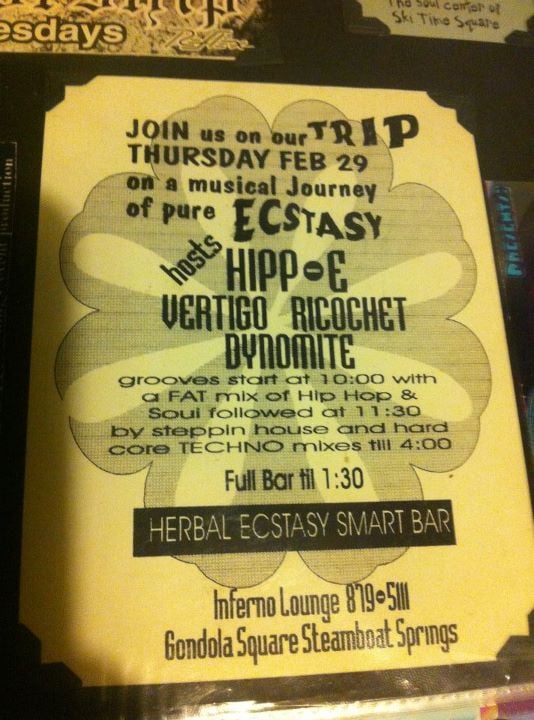 esdays
The soul corner of
Ski Time Square
JOIN us on our TRIP
THURSDAY FEB 29
on a musical Journey
of pure ECSTASY
hosts HIPP-E
VERTIGO RICOCHET
DYNOMITE
grooves start at 10:00 with
a FAT mix of Hip Hop &
Soul followed at 11:30
by steppin house and hard
core TECHNO mixes till 4:00
Full Bar til 1:30
HERBAL ECSTASY SMART BAR
Inferno Lounge 879-5111
Gondola Square Steamboat Springs
production
PRESENTS